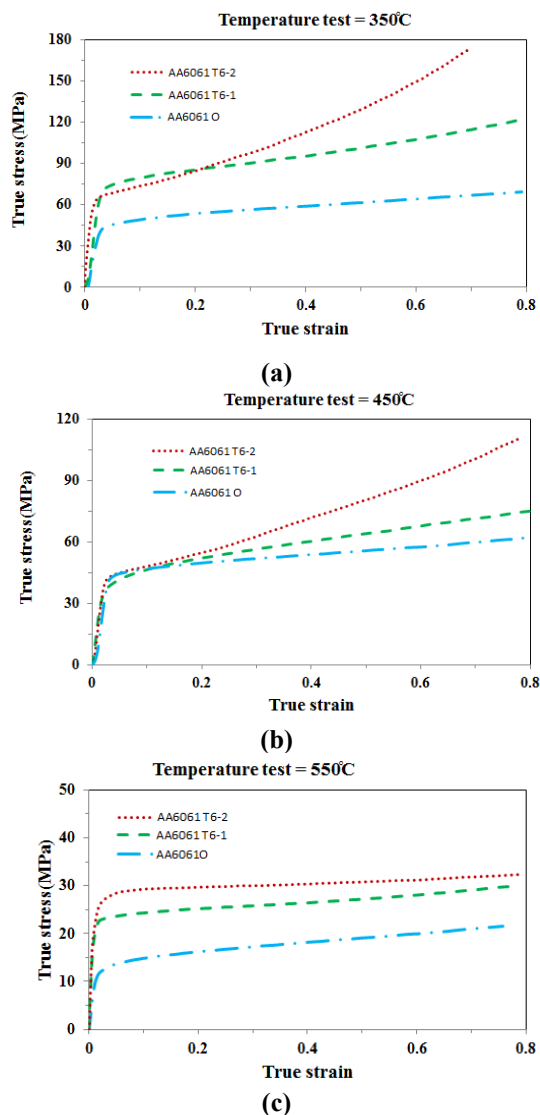 Temperature test = 350℃
180
150
120
90
60
30
0
True stress(MPa)
AA6061 T6-2
AA6061 T6-1
AA6061 O
0
0.2
0.4
0.6
0.8
True strain
(a)
Temperature test = 450℃
120
90
60
30
0
True stress(MPa)
AA6061 T6-2
AA6061 T6-1
AA6061 O
0
0.2
0.4
0.6
0.8
True strain
(b)
Temperature test = 550℃
50
40
30
20
10
0
True stress(MPa)
AA6061 T6-2
AA6061 T6-1
AA6061O
0
0.2
0.4
0.6
0.8
True strain
(c)